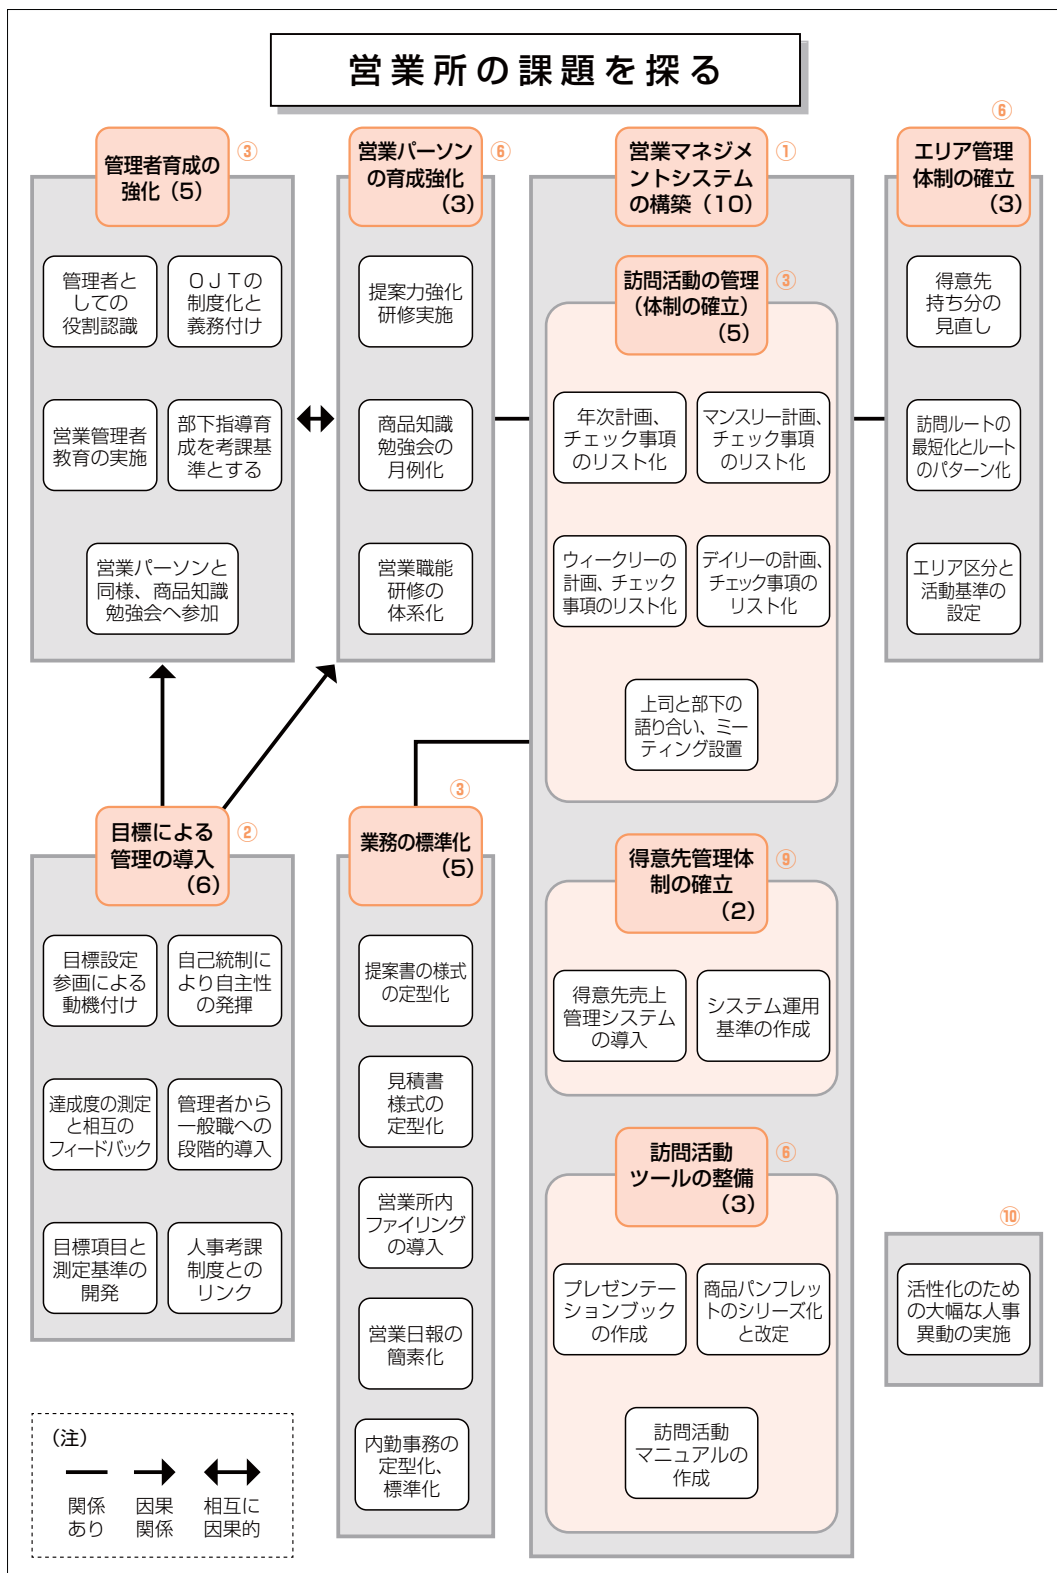 営業所の課題を探る
管理者育成の
強化（5）
③
管理者と
しての
役割認識
ＯＪＴの
制度化と
義務付け
営業管理者
教育の実施
部下指導育
成を考課基
準とする
営業パーソンと
同様、商品知識
勉強会へ参加
営業パーソン
の育成強化
（3）
⑥
提案力強化
研修実施
商品知識
勉強会の
月例化
営業職能
研修の
体系化
営業マネジメ
ントシステム
の構築（10）
①
訪問活動の管理
（体制の確立）
（5）
③
年次計画、
チェック事項
のリスト化
マンスリー計画、
チェック事項
のリスト化
ウィークリーの
計画、チェック
事項のリスト化
デイリーの計画、
チェック事項の
リスト化
上司と部下の
語り合い、ミー
ティング設置
得意先管理体
制の確立
（2）
⑨
得意先売上
管理システム
の導入
システム運用
基準の作成
訪問活動
ツールの整備
（3）
⑥
プレゼンテー
ションブック
の作成
商品パンフレッ
トのシリーズ化
と改定
訪問活動
マニュアルの
作成
エリア管理
体制の確立
（3）
⑥
得意先
持ち分の
見直し
訪問ルートの
最短化とルート
のパターン化
エリア区分と
活動基準の
設定
目標による
管理の導入
（6）
②
目標設定
参画による
動機付け
自己統制に
より自主性
の発揮
達成度の測定
と相互の
フィードバック
管理者から
一般職への
段階的導入
目標項目と
測定基準の
開発
人事考課
制度との
リンク
業務の標準化
（5）
③
提案書の様式
の定型化
見積書
様式の
定型化
営業所内
ファイリング
の導入
営業日報の
簡素化
内勤事務の
定型化、
標準化
⑩
活性化のため
の大幅な人事
異動の実施
（注）
関係
あり
因果
関係
相互に
因果的